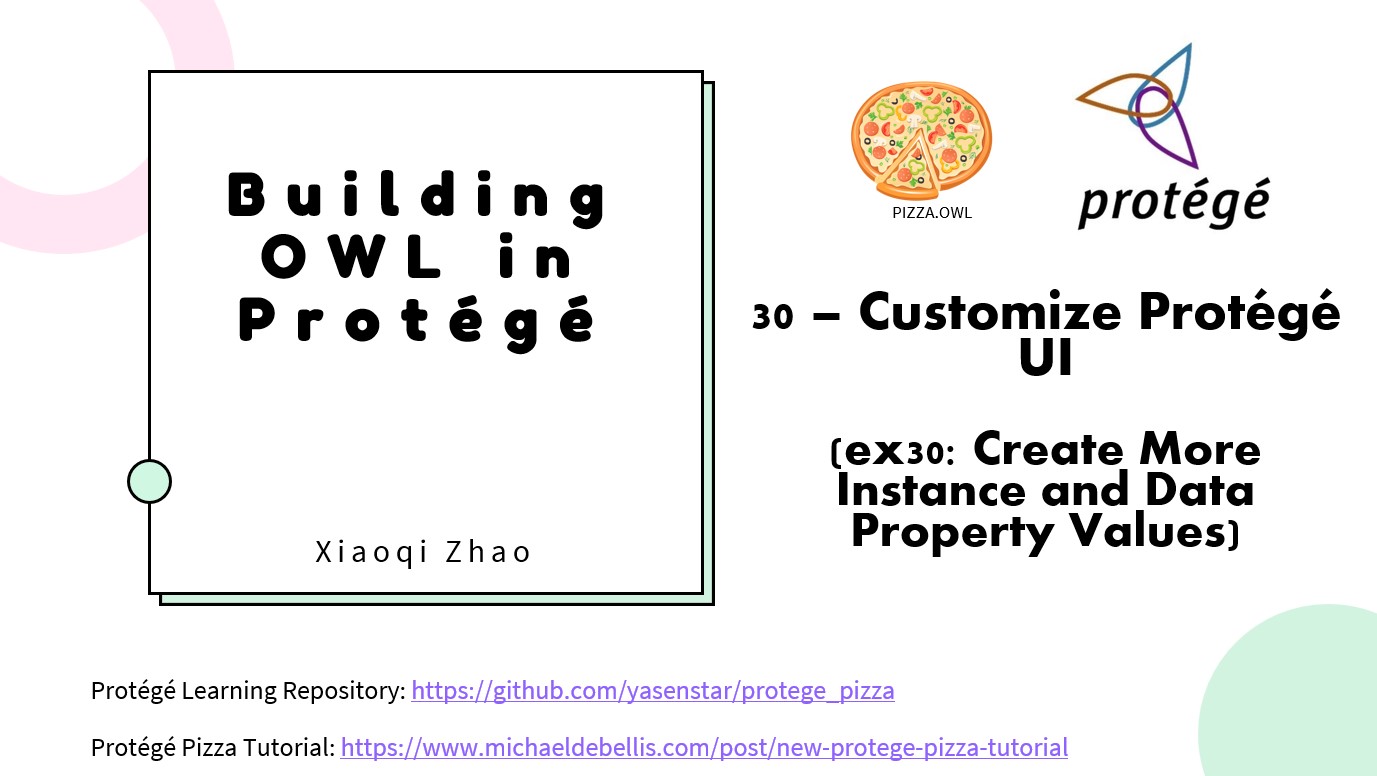 Building
OWL in
Protégé
Xiaoqi Zhao
PIZZA.OWL
protégé
30 – Customize Protégé
UI
(ex30: Create More
Instance and Data
Property Values)
Protégé Learning Repository: https://github.com/yasenstar/protege_pizza
Protégé Pizza Tutorial: https://www.michaeldebellis.com/post/new-protege-pizza-tutorial